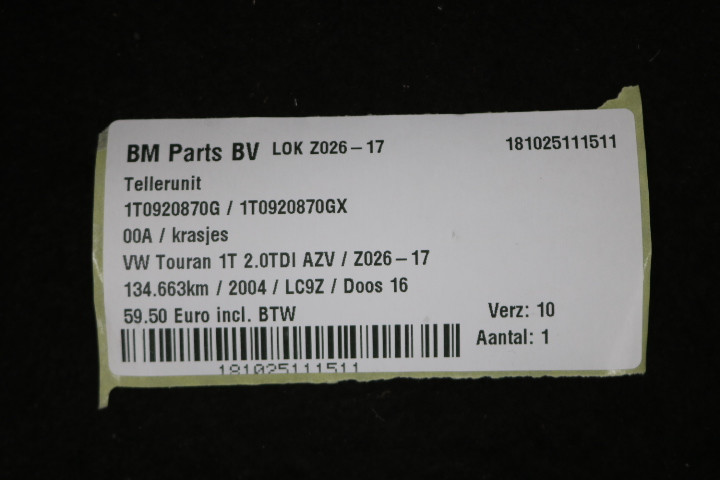 BM Parts BV LOK Z026-17 181025111511
Tellerunit
1T0920870G / 1T0920870GX
00A / krasjes
VW Touran 1T 2.0TDI AZV / Z026-17
134.663km / 2004 / LC9Z / Doos 16
59.50 Euro incl. BTW Verz: 10
Aantal: 1
181025111511